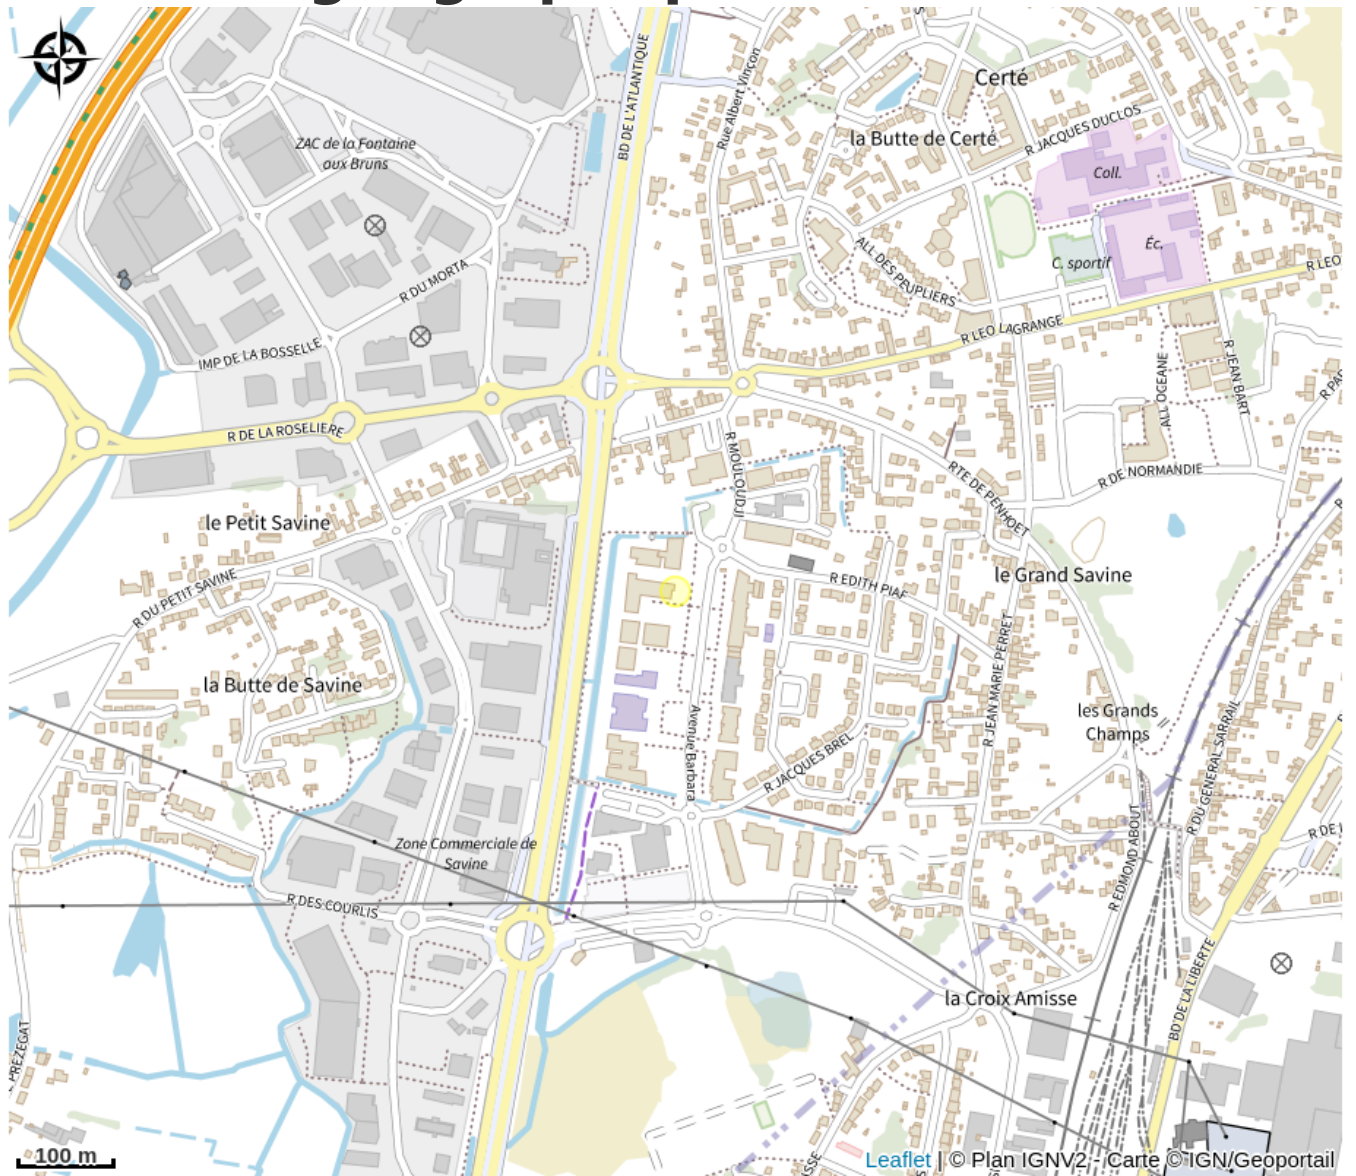 BD DE L'ATLANTIQUE
Rue Albert Vinçon
Certé
la Butte de Certé
R JACQUES DUCLOS
ZAC de la Fontaine
aux Bruns
Coll.
Éc.
C. sportif
ALL DES PEUPLIERS
R LEO
R DU MORTA
R LEO LAGRANGE
IMP DE LA BOSSELLE
R JEAN BART
ALL OCEANE
R DE LA ROSELIERE
R MOULOUDJI
RTE DE PENHOET
R DE NORMANDIE
le Petit Savine
R DU PETIT SAVINE
R EDITH PIAF
le Grand Savine
la Butte de Savine
R JEAN MARIE PERRET
les Grands
Champs
Avenue Barbara
R JACQUES BREL
R DU GENERAL SARRAIL
Zone Commerciale de
Savine
R EDMOND ABOUT
R DES COURLIS
BD DE LA LIBERTE
la Croix Amisse
PREZEGAT
100 m
Leaflet | © Plan IGNV2 - Carte © IGN/Geoportail